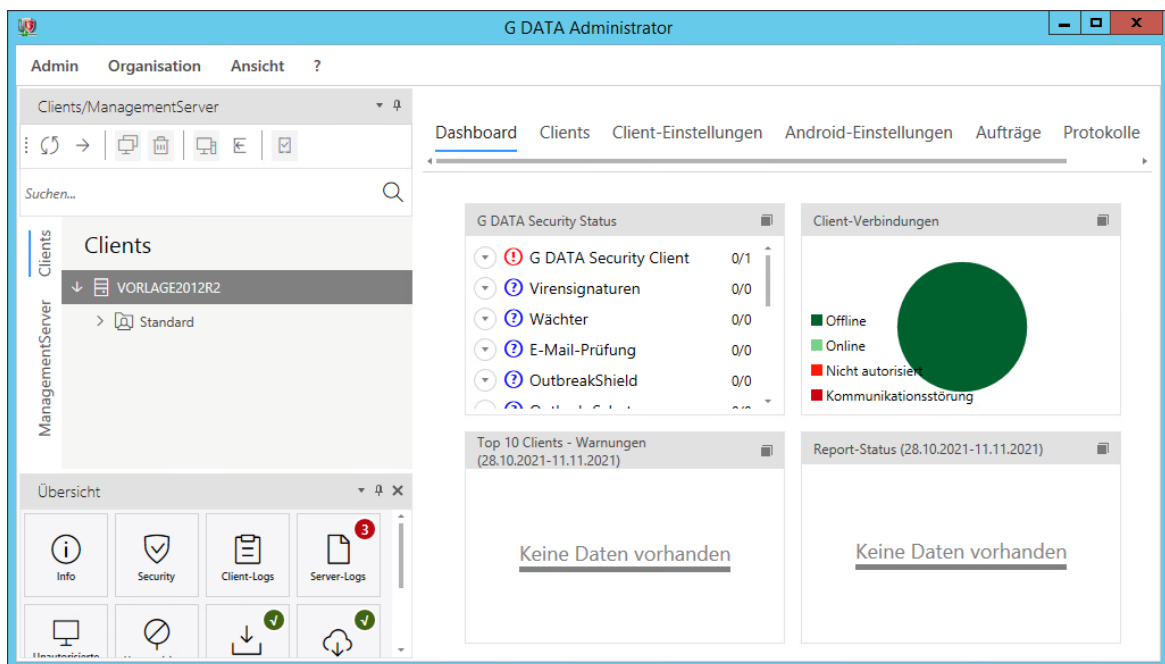 G DATA Administrator
Admin Organisation Ansicht ?
Clients/ManagementServer
Suchen...
Clients
ManagementServer
Clients
VORLAGE2012R2
Standard
Übersicht
Info
Security
Client-Logs
3
Server-Logs
Dashboard Clients Client-Einstellungen Android-Einstellungen Aufträge Protokolle
G DATA Security Status
G DATA Security Client 0/1
Virensignaturen 0/0
Wächter 0/0
E-Mail-Prüfung 0/0
OutbreakShield 0/0
Client-Verbindungen
Offline
Online
Nicht autorisiert
Kommunikationsstörung
Top 10 Clients - Warnungen
(28.10.2021-11.11.2021)
Keine Daten vorhanden
Report-Status (28.10.2021-11.11.2021)
Keine Daten vorhanden